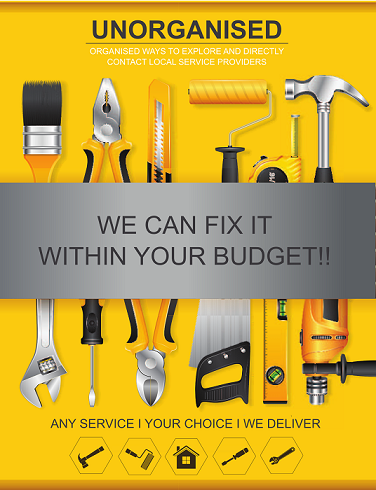 UNORGANISED
ORGANISED WAYS TO EXPLORE AND DIRECTLY
CONTACT LOCAL SERVICE PROVIDERS
WE CAN FIX IT
WITHIN YOUR BUDGET!!
ANY SERVICE I YOUR CHOICE I WE DELIVER